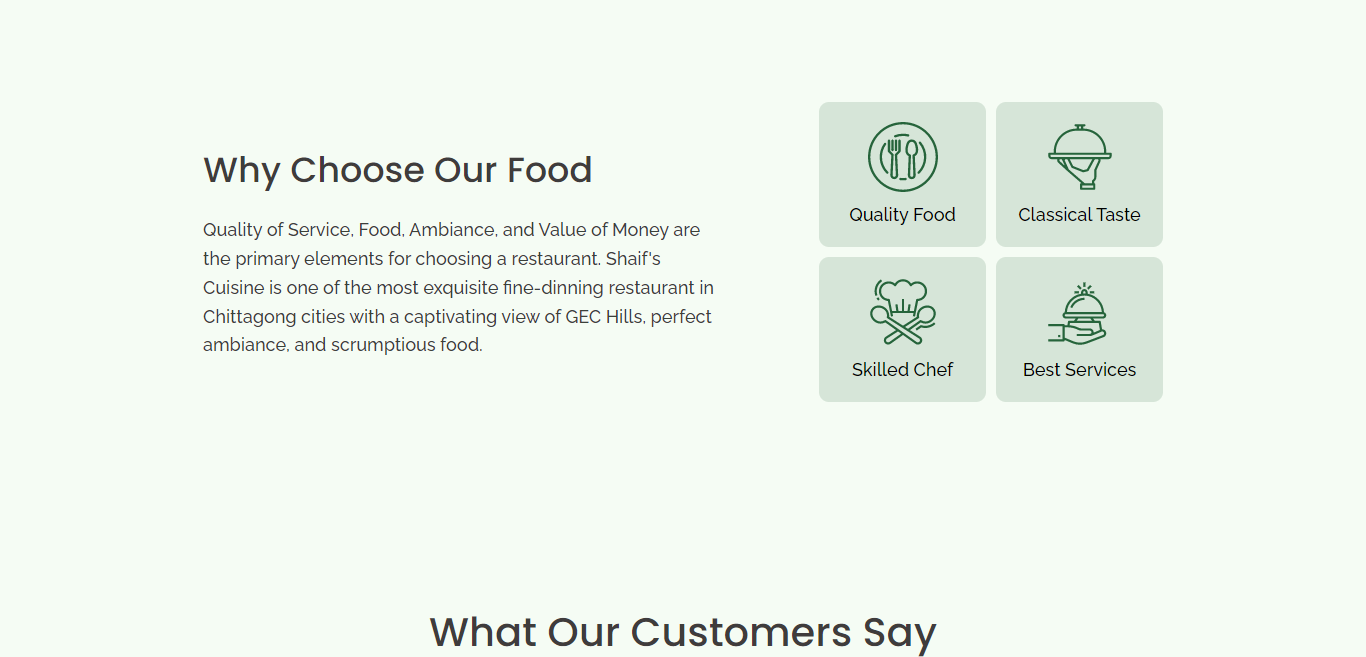 Why Choose Our Food
Quality of Service, Food, Ambiance, and Value of Money are
the primary elements for choosing a restaurant. Shaif's
Cuisine is one of the most exquisite fine-dinning restaurant in
Chittagong cities with a captivating view of GEC Hills, perfect
ambiance, and scrumptious food.
Quality Food
Classical Taste
Skilled Chef
Best Services
What Our Customers Say